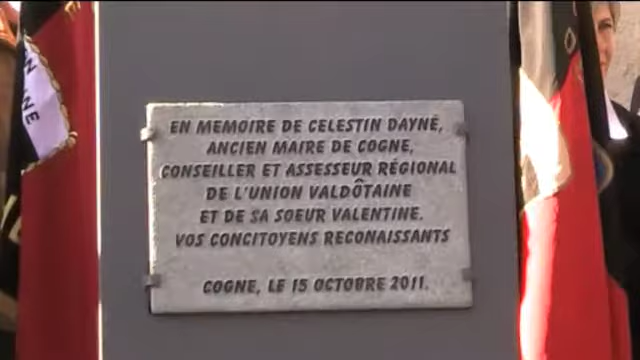 EN MEMOIRE DE CELESTIN DAYNÉ,
ANCIEN MAIRE DE COGNE,
CONSEILLER ET ASSESSEUR RÉGIONAL
DE L'UNION VALDÔTAINE
ET DE SA SOEUR VALENTINE.
VOS CONCITOYENS RECONAISSANTS
COGNE, LE 15 OCTOBRE 2011.